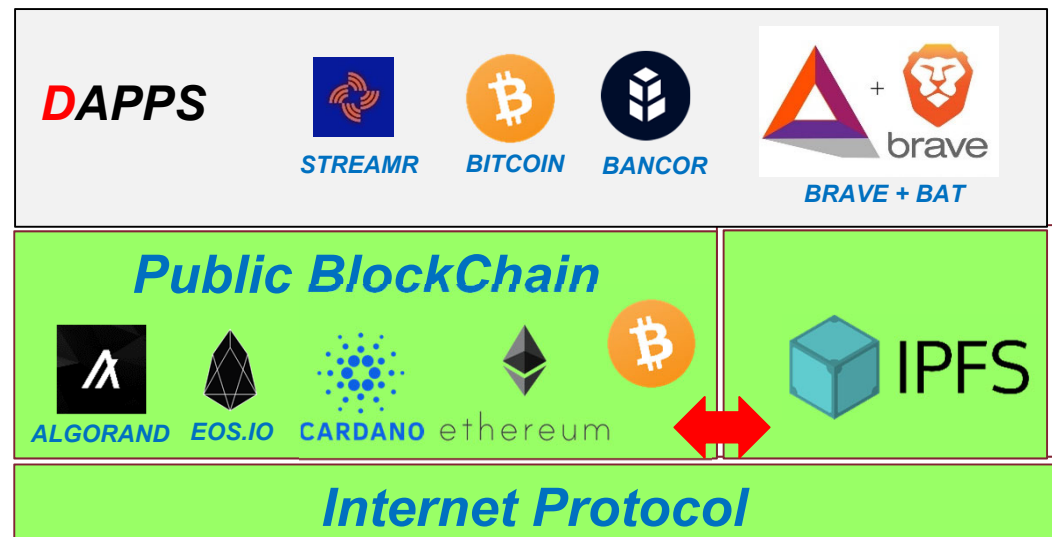 DAPPS
STREAMR
BITCOIN
BANCOR
+
brave
BRAVE + BAT
Public BlockChain
ALGORAND
EOS.IO
CARDANO
ethereum
IPFS
Internet Protocol